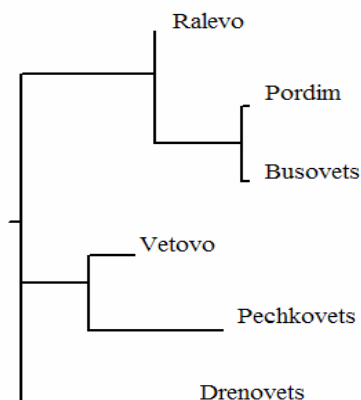 Ralevo
Pordim
Busovets
Vetovo
Pechkovets
Drenovets